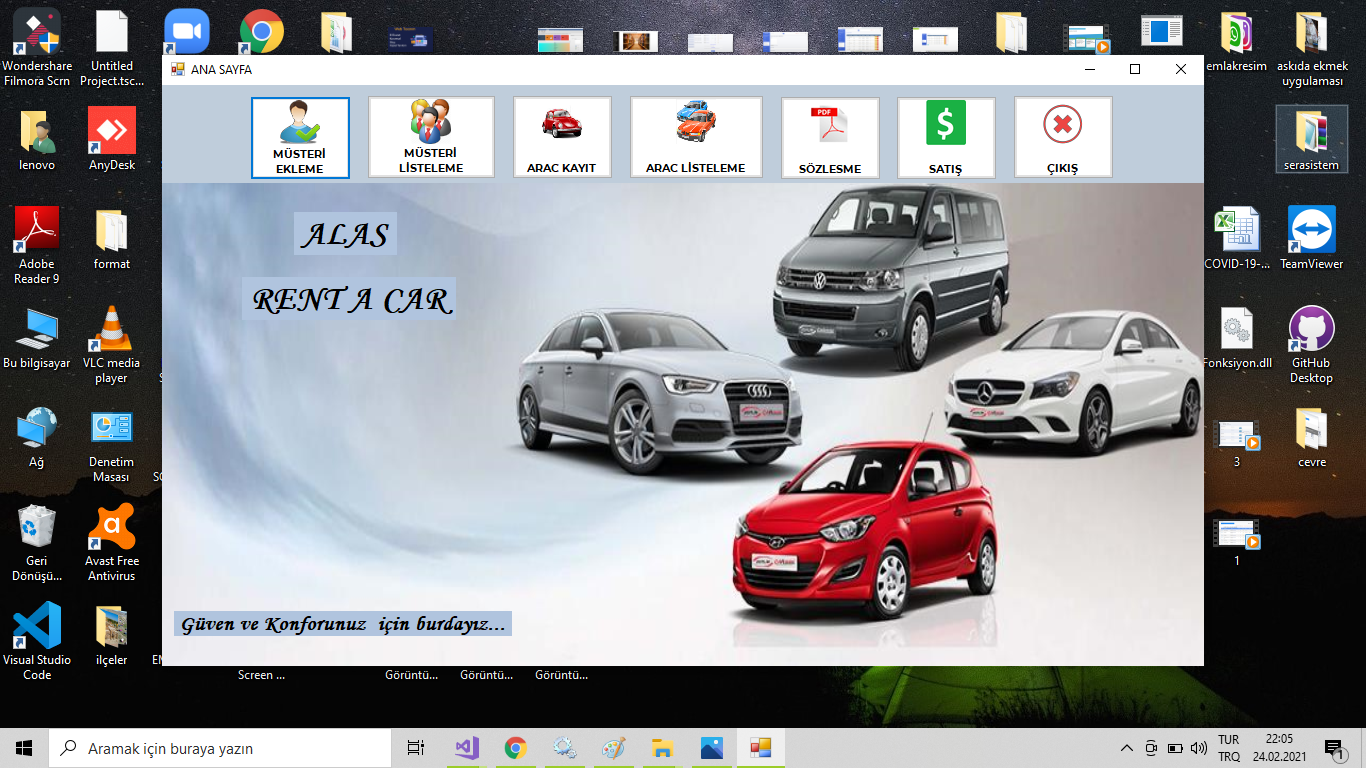 Wondershare
Filmora Scrn
Untitled
Project.tsc...
emlakresim
askıda ekmek
uygulaması
ANA SAYFA
MÜSTERİ
EKLEME
MÜSTERİ
LİSTELEME
ARAC KAYIT
ARAC LİSTELEME
PDF
SÖZLESME
$
SATIŞ
ÇIKIŞ
lenovo
AnyDesk
serasistem
ALAS
RENT A CAR
Adobe
Reader 9
format
COVID-19-...
TeamViewer
Bu bilgisayar
VLC media
player
Fonksiyon.dll
GitHub
Desktop
Ağ
Denetim
Masası
3
cevre
Geri
Dönüşü...
Avast Free
Antivirus
1
Güven ve Konforunuz için burdayız...
Visual Studio
Code
ilçeler
Screen ...
Görüntü...
Görüntü...
Görüntü...
Aramak için buraya yazın
TUR
TRQ
22:05
24.02.2021
1